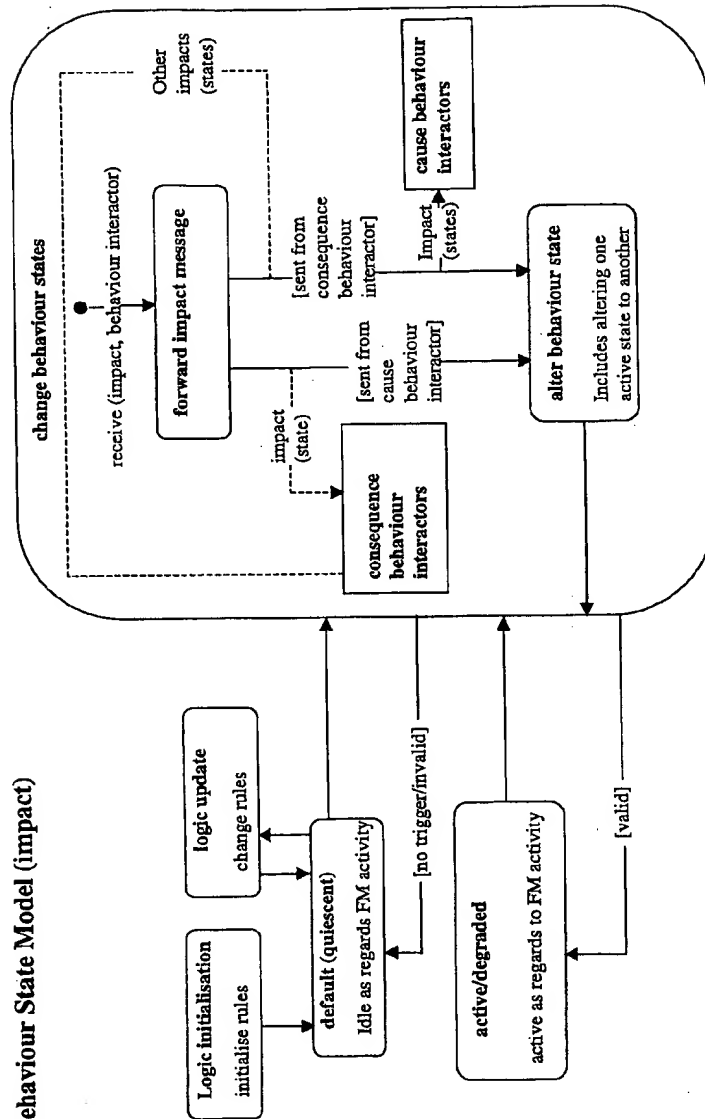 ehaviour State Model (impact)
Logic initialisation
initialise rules
logic update
change rules
default (quiescent)
Idle as regards FM activity
[no trigger/invalid]
active/degraded
active as regards to FM activity
[valid]
change behaviour states
receive (impact, behaviour interactor)
Other
impacts
(states)
forward impact message
impact
(state)
[sent from
cause
behaviour
interactor]
[sent from
consequence
behaviour
interactor]
Impact
(states)
consequence
behaviour
interactors
cause behaviour
interactors
alter behaviour state
Includes altering one
active state to another